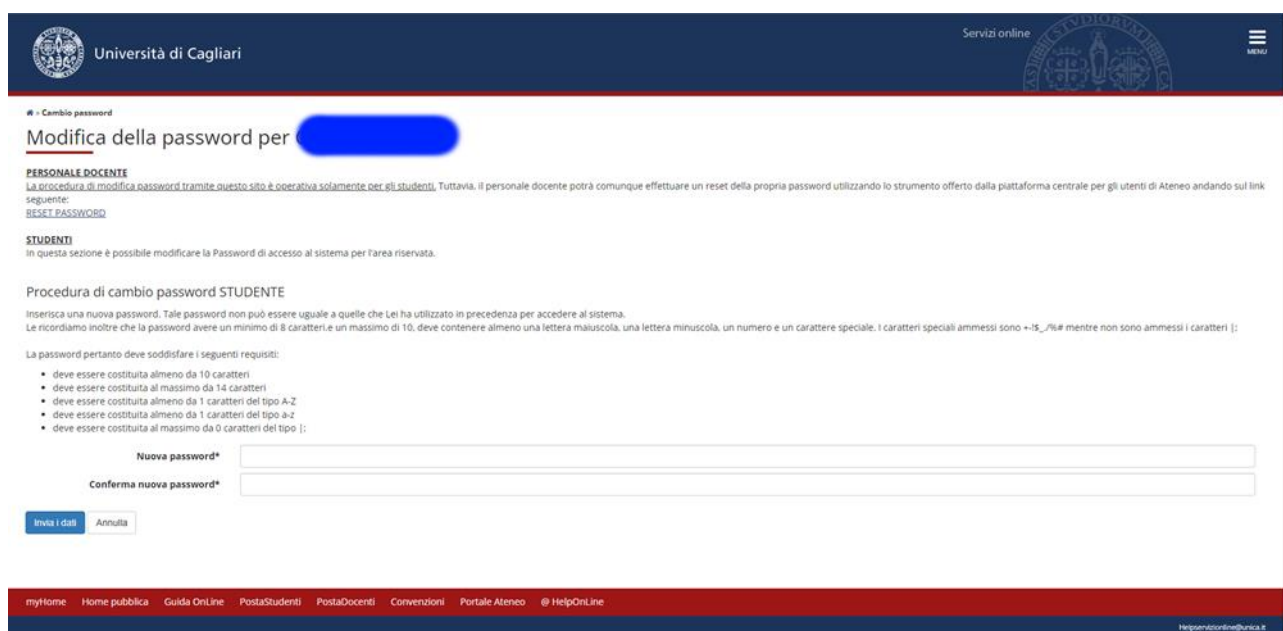 Università di Cagliari
Servizi online
MENU
» Cambio password
Modifica della password per
PERSONALE DOCENTE
La procedura di modifica password tramite questo sito è operativa solamente per gli studenti. Tuttavia, il personale docente potrà comunque effettuare un reset della propria password utilizzando lo strumento offerto dalla piattaforma centrale per gli utenti di Ateneo andando sul link
seguente:
RESET PASSWORD
STUDENTI
In questa sezione è possibile modificare la Password di accesso al sistema per l'area riservata.
Procedura di cambio password STUDENTE
Inserisca una nuova password. Tale password non può essere uguale a quelle che Lei ha utilizzato in precedenza per accedere al sistema.
Le ricordiamo inoltre che la password avere un minimo di 8 caratteri.e un massimo di 10, deve contenere almeno una lettera maiuscola, una lettera minuscola, un numero e un carattere speciale. I caratteri speciali ammessi sono +-!$_./%# mentre non sono ammessi i caratteri |:
La password pertanto deve soddisfare i seguenti requisiti:
• deve essere costituita almeno da 10 caratteri
• deve essere costituita al massimo da 14 caratteri
• deve essere costituita almeno da 1 caratteri del tipo A-Z
• deve essere costituita almeno da 1 caratteri del tipo a-z
• deve essere costituita al massimo da 0 caratteri del tipo |:
Nuova password*
Conferma nuova password*
Invia i dati Annulla
myHome Home pubblica Guida OnLine PostaStudenti PostaDocenti Convenzioni Portale Ateneo @ HelpOnLine
Helpservizionline@unica.it